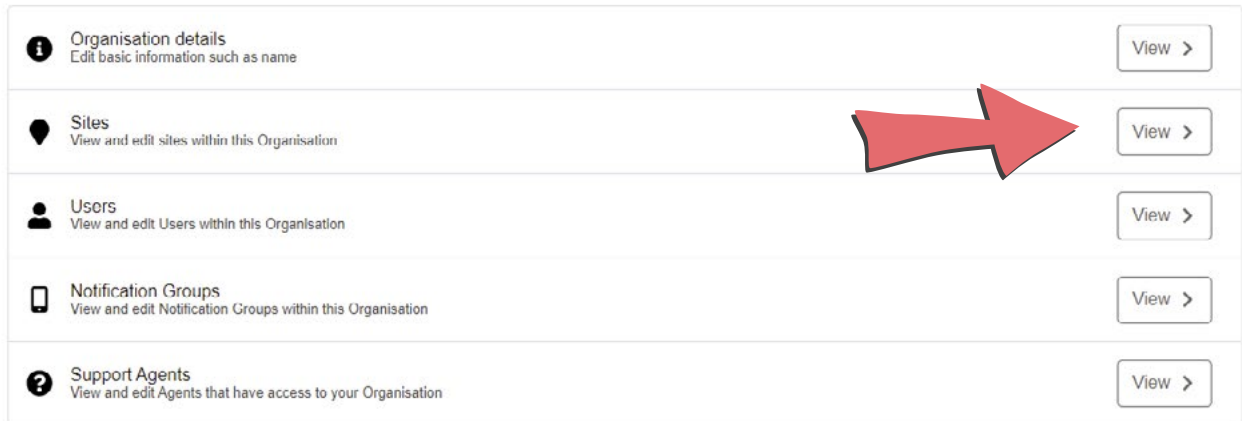 Organisation details
Edit basic information such as name
View
Sites
View and edit sites within this Organisation
View
Users
View and edit Users within this Organisation
View
Notification Groups
View and edit Notification Groups within this Organisation
View
Support Agents
View and edit Agents that have access to your Organisation
View